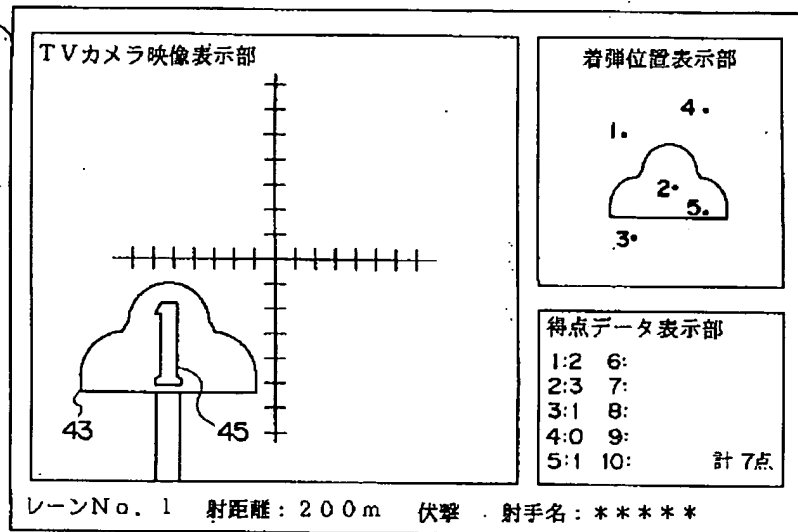 TVカメラ映像表示部
1
43
45
着弾位置表示部
4
1
2
5
3
得点データ表示部
1:2 6:
2:3 7:
3:1 8:
4:0 9:
5:1 10: 計 7点
レーンNo. 1 射距離：200m 伏撃 射手名：＊＊＊＊＊